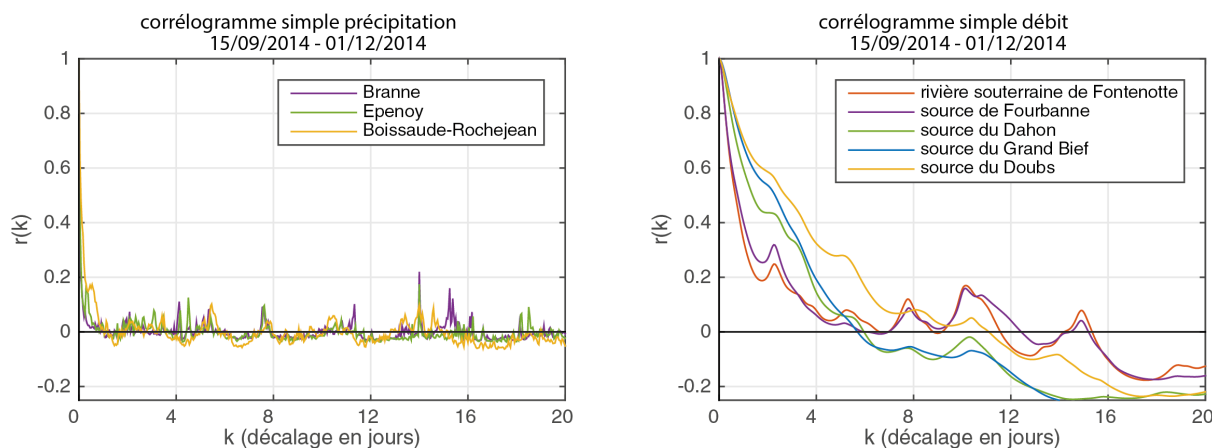 corrélogramme simple précipitation
15/09/2014 - 01/12/2014
1
0.8
0.6
0.4
0.2
0
-0.2
r(k)
Branne
Epenoy
Boissaude-Rochejean
0 4 8 12 16 20
k (décalage en jours)
corrélogramme simple débit
15/09/2014 - 01/12/2014
1
0.8
0.6
0.4
0.2
0
-0.2
r(k)
rivière souterraine de Fontenotte
source de Fourbanne
source du Dahon
source du Grand Bief
source du Doubs
0 4 8 12 16 20
k (décalage en jours)